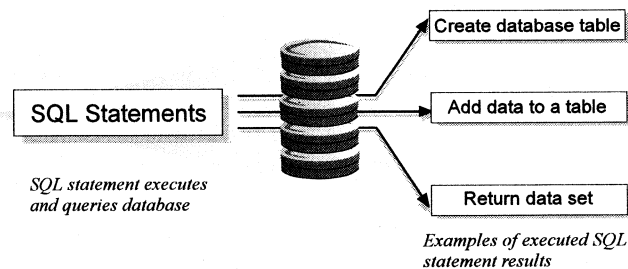 Create database table
SQL Statements
Add data to a table
SQL statement executes
and queries database
Return data set
Examples of executed SQL
statement results